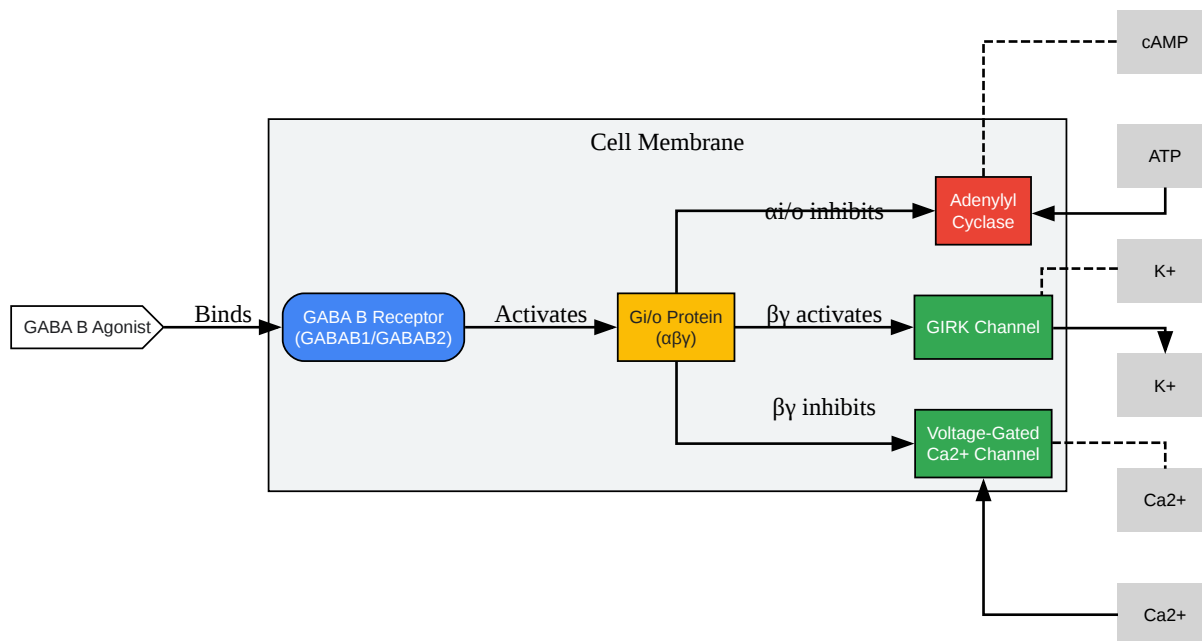 cAMP
Cell Membrane
ATP
Adenylyl
Cyclase
αi/o inhibits
K+
GABA B Agonist
Binds
GABA B Receptor
(GABAB1/GABAB2)
Activates
Gi/o Protein
(αβγ)
βγ activates
GIRK Channel
K+
βγ inhibits
Voltage-Gated
Ca2+ Channel
Ca2+
Ca2+